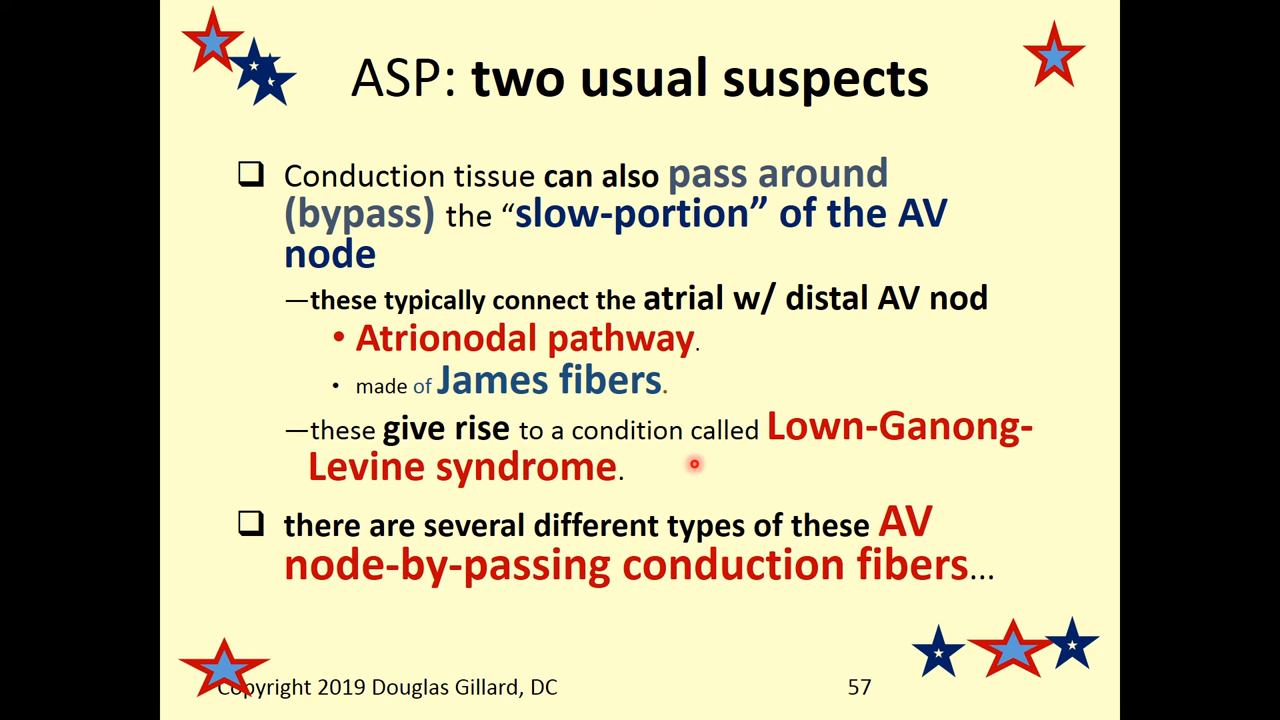 ASP: two usual suspects
❑ Conduction tissue can also pass around
(bypass) the “slow-portion” of the AV
node
—these typically connect the atrial w/ distal AV nod
• Atrionodal pathway.
• made of James fibers.
—these give rise to a condition called Lown-Ganong-
Levine syndrome.
❑ there are several different types of these AV
node-by-passing conduction fibers...
Copyright 2019 Douglas Gillard, DC
57